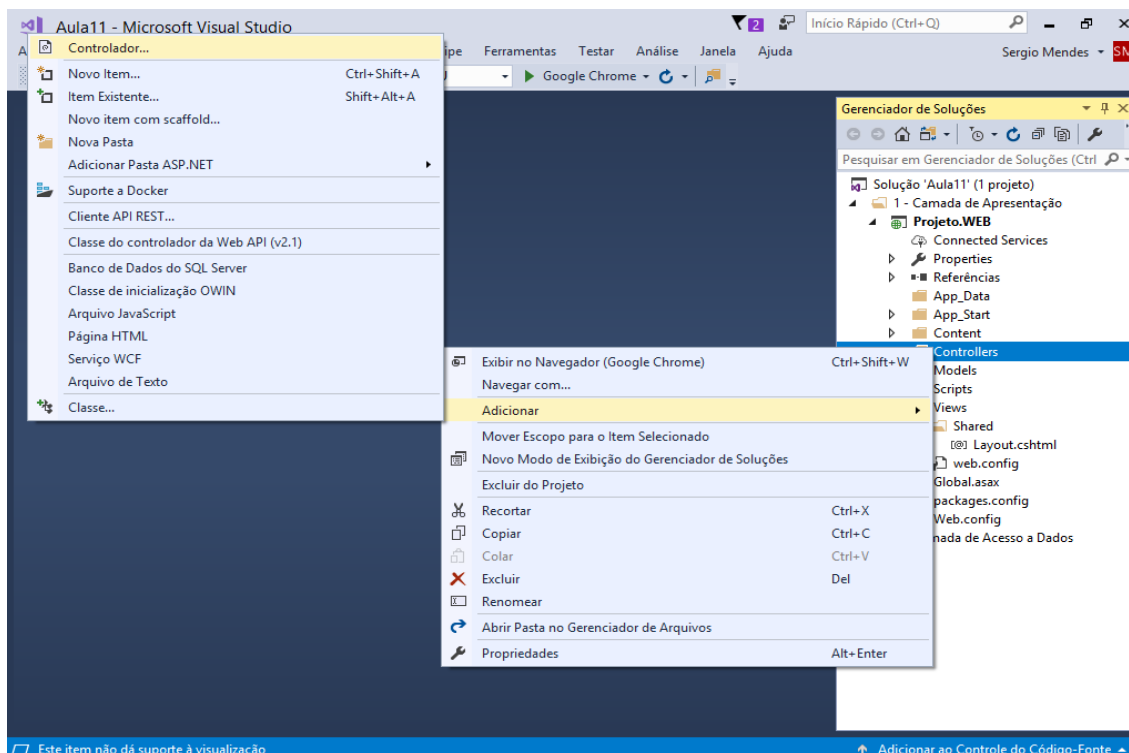 Aula11 - Microsoft Visual Studio
2
Início Rápido (Ctrl+Q)
Ferramentas Testar Análise Janela Ajuda
Sergio Mendes
SM
Google Chrome
Controlador...
Novo Item... Ctrl+Shift+A
Item Existente... Shift+Alt+A
Novo item com scaffold...
Nova Pasta
Adicionar Pasta ASP.NET
Suporte a Docker
Cliente API REST...
Classe do controlador da Web API (v2.1)
Banco de Dados do SQL Server
Classe de inicialização OWIN
Arquivo JavaScript
Página HTML
Serviço WCF
Arquivo de Texto
Classe...
Exibir no Navegador (Google Chrome) Ctrl+Shift+W
Navegar com...
Adicionar
Mover Escopo para o Item Selecionado
Novo Modo de Exibição do Gerenciador de Soluções
Excluir do Projeto
Recortar Ctrl+X
Copiar Ctrl+C
Colar Ctrl+V
Excluir Del
Renomear
Abrir Pasta no Gerenciador de Arquivos
Propriedades Alt+Enter
Gerenciador de Soluções
Pesquisar em Gerenciador de Soluções (Ctrl
Solução 'Aula11' (1 projeto)
1 - Camada de Apresentação
Projeto.WEB
Connected Services
Properties
Referências
App_Data
App_Start
Content
Controllers
Models
Scripts
Views
Shared
Layout.cshtml
web.config
Global.asax
packages.config
Web.config
mada de Acesso a Dados
Este item não dá suporte à visualização
Adicionar ao Controle do Código-Fonte